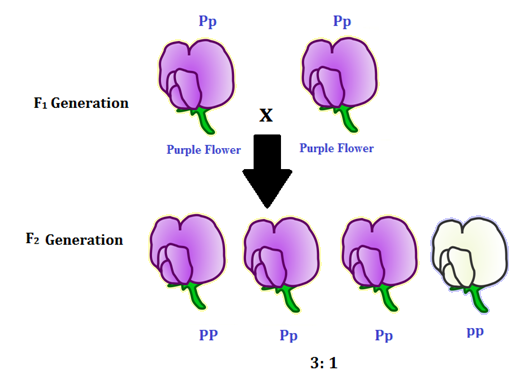 Pp Pp
F1 Generation
x
Purple Flower Purple Flower
F2 Generation
PP Pp Pp pp
3: 1